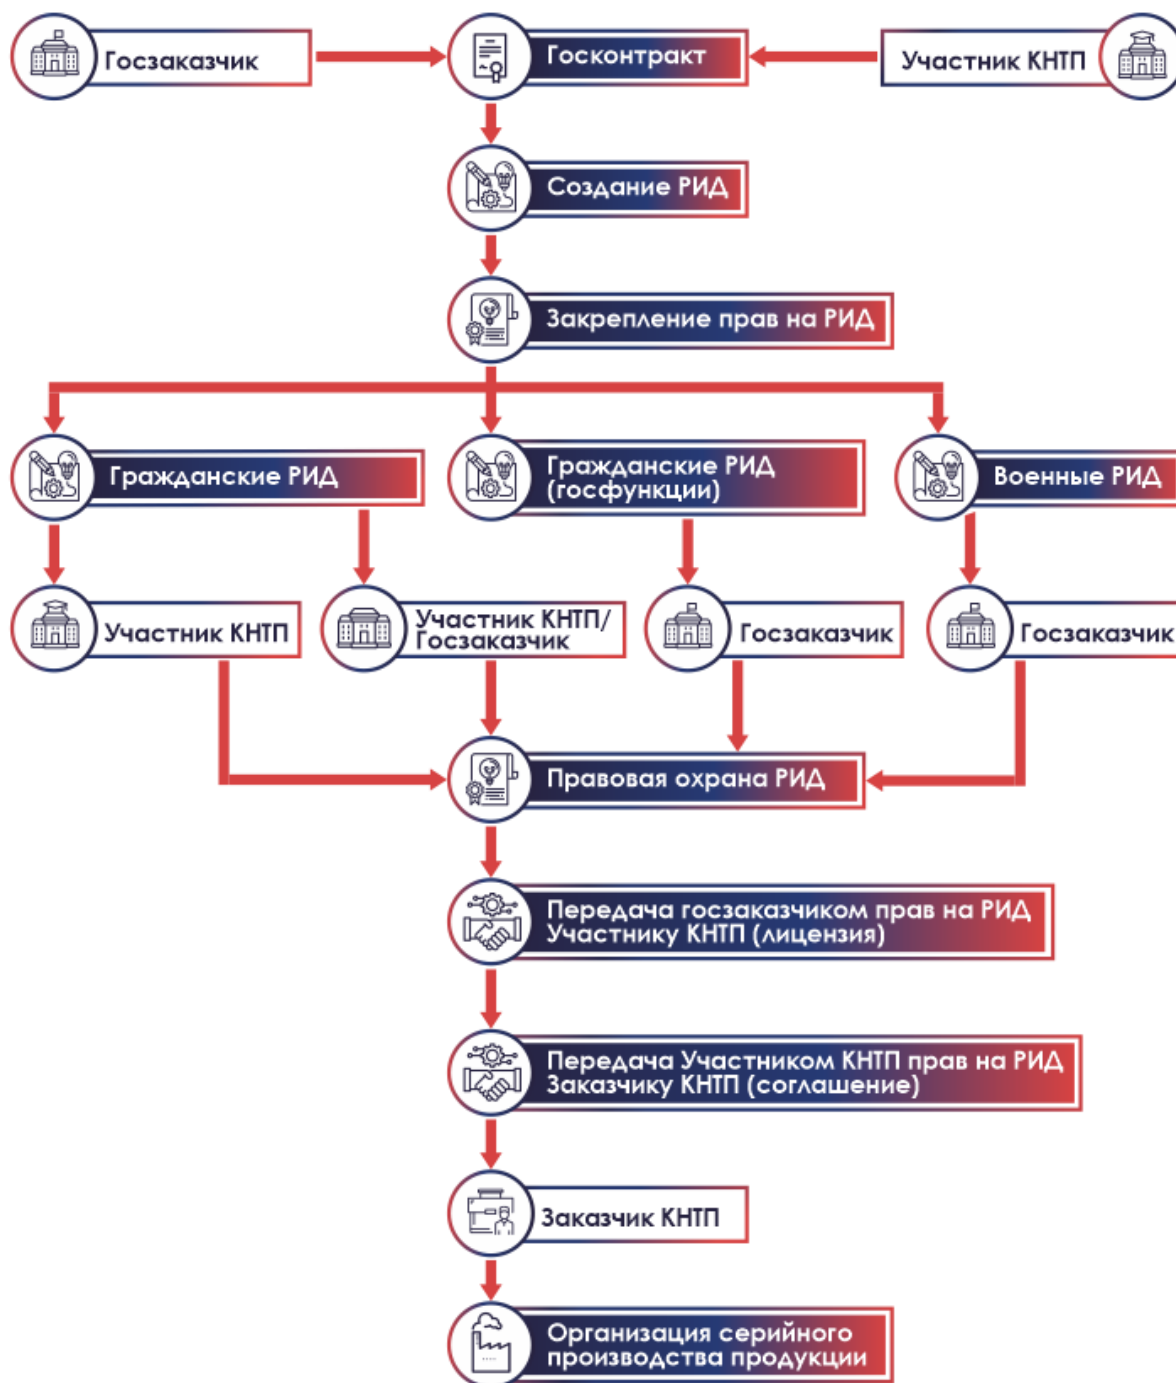 Госзаказчик
Госконтракт
Участник КНТП
Создание РИД
Закрепление прав на РИД
Гражданские РИД
Гражданские РИД
(госфункции)
Военные РИД
Участник КНТП
Участник КНТП/
Госзаказчик
Госзаказчик
Госзаказчик
Правовая охрана РИД
Передача госзаказчиком прав на РИД
Участнику КНТП (лицензия)
Передача Участником КНТП прав на РИД
Заказчику КНТП (соглашение)
Заказчик КНТП
Организация серийного
производства продукции